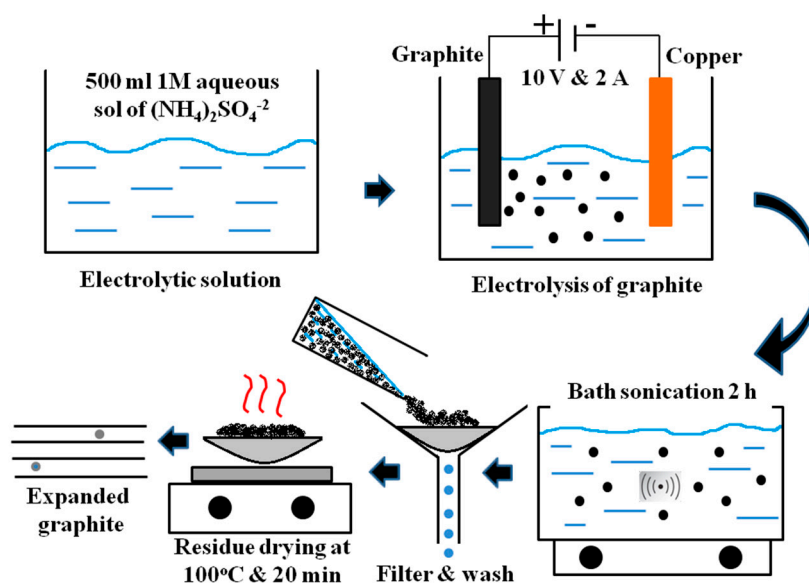 500 ml 1M aqueous
sol of (NH₄)₂SO₄⁻²
Electrolytic solution
+ -
Graphite
Copper
10 V & 2 A
Electrolysis of graphite
Bath sonication 2 h
Filter & wash
Residue drying at
100°C & 20 min
Expanded
graphite